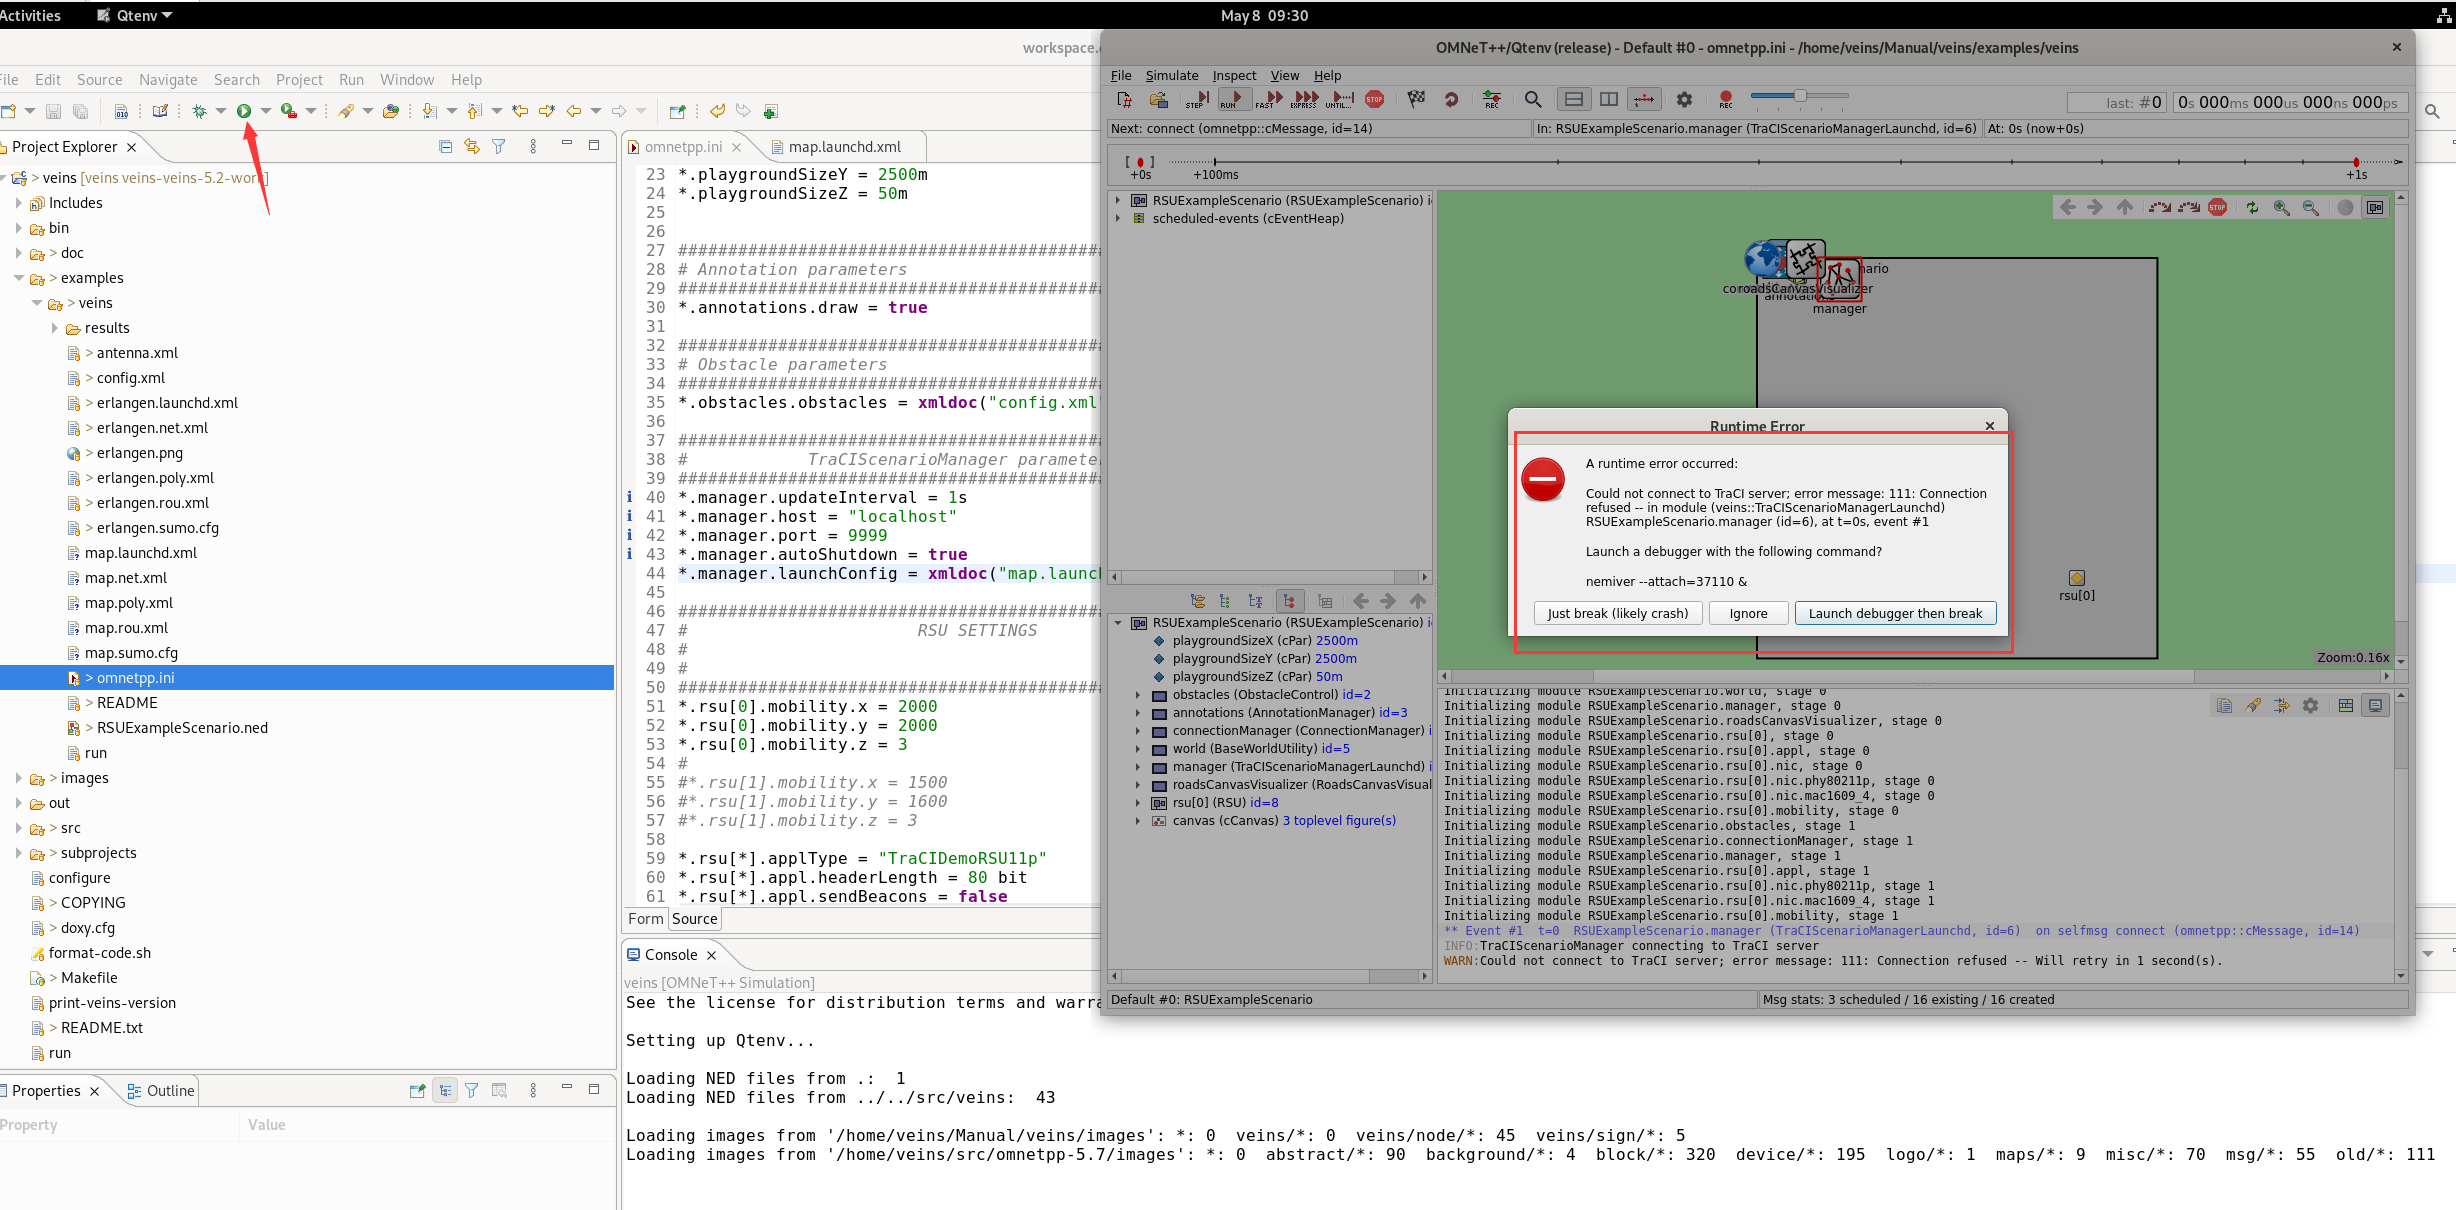 Activities
Qtenv
May 8 09:30
workspace.
OMNeT++/Qtenv (release) - Default #0 - omnetpp.ini - /home/veins/Manual/veins/examples/veins
File Edit Source Navigate Search Project Run Window Help
File Simulate Inspect View Help
STEP RUN FAST EXPRESS UNTIL... STOP
REC
REC
last: #0
0s 000ms 000us 000ns 000ps
Next: connect (omnetpp::cMessage, id=14)
In: RSUExampleScenario.manager (TraCIScenarioManagerLaunchd, id=6)
At: 0s (now+0s)
+0s
+100ms
+1s
Project Explorer
> veins [veins veins-veins-5.2-work]
Includes
> bin
> doc
> examples
> veins
results
> antenna.xml
> config.xml
> erlangen.launchd.xml
> erlangen.net.xml
> erlangen.png
> erlangen.poly.xml
> erlangen.rou.xml
> erlangen.sumo.cfg
map.launchd.xml
map.net.xml
map.poly.xml
map.rou.xml
map.sumo.cfg
> omnetpp.ini
> README
> RSUExampleScenario.ned
run
> images
out
> src
> subprojects
configure
> COPYING
> doxy.cfg
format-code.sh
> Makefile
print-veins-version
> README.txt
run
Properties
Outline
Property
Value
omnetpp.ini
map.launchd.xml
23 *.playgroundSizeY = 2500m
24 *.playgroundSizeZ = 50m
25
26
27 ##########################################
28 # Annotation parameters
29 ##########################################
30 *.annotations.draw = true
31
32 ##########################################
33 # Obstacle parameters
34 ##########################################
35 *.obstacles.obstacles = xmldoc("config.xml"
36
37 ##########################################
38 # TraCIScenarioManager parameter
39 ##########################################
40 *.manager.updateInterval = 1s
41 *.manager.host = "localhost"
42 *.manager.port = 9999
43 *.manager.autoShutdown = true
44 *.manager.launchConfig = xmldoc("map.launch
45
46 ##########################################
47 # RSU SETTINGS
48 #
49 #
50 ##########################################
51 *.rsu[0].mobility.x = 2000
52 *.rsu[0].mobility.y = 2000
53 *.rsu[0].mobility.z = 3
54 #
55 #*.rsu[1].mobility.x = 1500
56 #*.rsu[1].mobility.y = 1600
57 #*.rsu[1].mobility.z = 3
58
59 *.rsu[*].applType = "TraCIDemoRSU11p"
60 *.rsu[*].appl.headerLength = 80 bit
61 *.rsu[*].appl.sendBeacons = false
Form Source
Console
veins [OMNeT++ Simulation]
See the license for distribution terms and warra
Setting up Qtenv...
Loading NED files from .: 1
Loading NED files from ../../src/veins: 43
Loading images from '/home/veins/Manual/veins/images': *: 0 veins/*: 0 veins/node/*: 45 veins/sign/*: 5
Loading images from '/home/veins/src/omnetpp-5.7/images': *: 0 abstract/*: 90 background/*: 4 block/*: 320 device/*: 195 logo/*: 1 maps/*: 9 misc/*: 70 msg/*: 55 old/*: 111
RSUExampleScenario (RSUExampleScenario) i
scheduled-events (cEventHeap)
RSUExampleScenario (RSUExampleScenario) i
playgroundSizeX (cPar) 2500m
playgroundSizeY (cPar) 2500m
playgroundSizeZ (cPar) 50m
obstacles (ObstacleControl) id=2
annotations (AnnotationManager) id=3
connectionManager (ConnectionManager) i
world (BaseWorldUtility) id=5
manager (TraCIScenarioManagerLaunchd) i
roadsCanvasVisualizer (RoadsCanvasVisual
rsu[0] (RSU) id=8
canvas (cCanvas) 3 toplevel figure(s)
STOP
roadsCanvasVisualizer
manager
rsu[0]
Zoom:0.16x
Runtime Error
A runtime error occurred:
Could not connect to TraCI server; error message: 111: Connection
refused -- in module (veins::TraCIScenarioManagerLaunchd)
RSUExampleScenario.manager (id=6), at t=0s, event #1
Launch a debugger with the following command?
nemiver --attach=37110 &
Just break (likely crash)
Ignore
Launch debugger then break
Initializing module RSUExampleScenario.world, stage 0
Initializing module RSUExampleScenario.manager, stage 0
Initializing module RSUExampleScenario.roadsCanvasVisualizer, stage 0
Initializing module RSUExampleScenario.rsu[0], stage 0
Initializing module RSUExampleScenario.rsu[0].appl, stage 0
Initializing module RSUExampleScenario.rsu[0].nic, stage 0
Initializing module RSUExampleScenario.rsu[0].nic.phy80211p, stage 0
Initializing module RSUExampleScenario.rsu[0].nic.mac1609_4, stage 0
Initializing module RSUExampleScenario.rsu[0].mobility, stage 0
Initializing module RSUExampleScenario.obstacles, stage 1
Initializing module RSUExampleScenario.connectionManager, stage 1
Initializing module RSUExampleScenario.manager, stage 1
Initializing module RSUExampleScenario.rsu[0].appl, stage 1
Initializing module RSUExampleScenario.rsu[0].nic.phy80211p, stage 1
Initializing module RSUExampleScenario.rsu[0].nic.mac1609_4, stage 1
Initializing module RSUExampleScenario.rsu[0].mobility, stage 1
** Event #1 t=0 RSUExampleScenario.manager (TraCIScenarioManagerLaunchd, id=6) on selfmsg connect (omnetpp::cMessage, id=14)
INFO:TraCIScenarioManager connecting to TraCI server
WARN:Could not connect to TraCI server; error message: 111: Connection refused -- Will retry in 1 second(s).
Default #0: RSUExampleScenario
Msg stats: 3 scheduled / 16 existing / 16 created